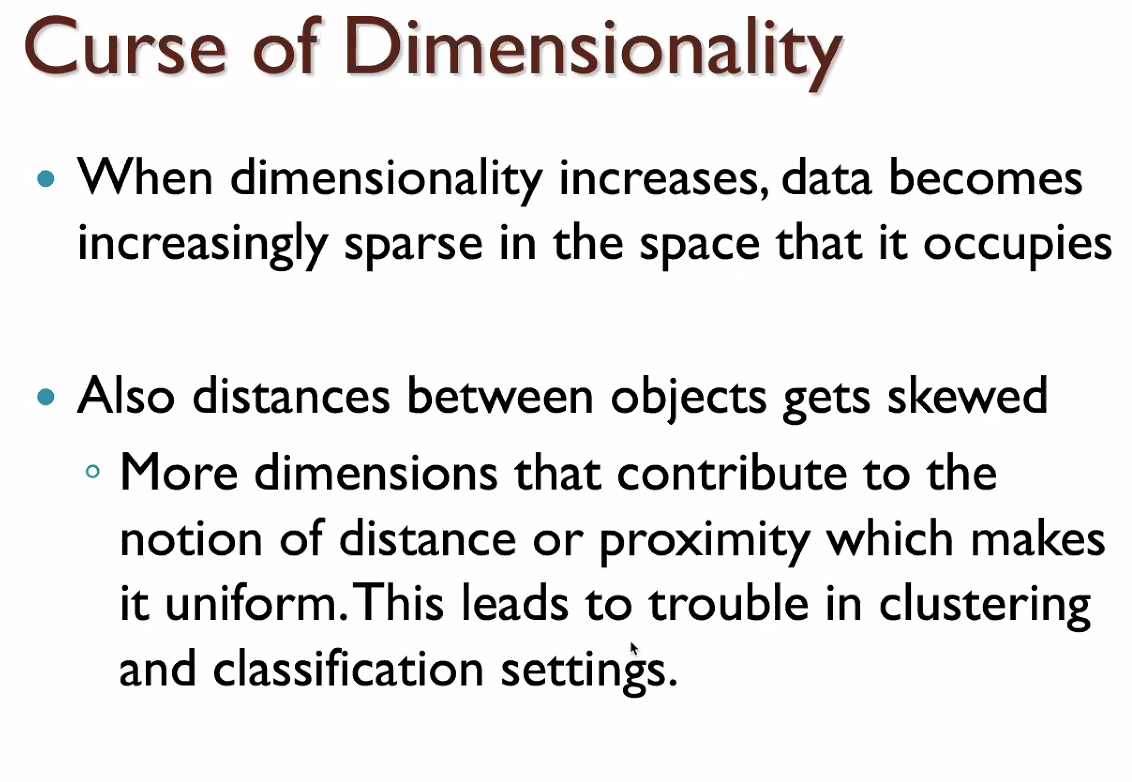 Curse of Dimensionality
• When dimensionality increases, data becomes
increasingly sparse in the space that it occupies
• Also distances between objects gets skewed
◦ More dimensions that contribute to the
notion of distance or proximity which makes
it uniform. This leads to trouble in clustering
and classification settings.